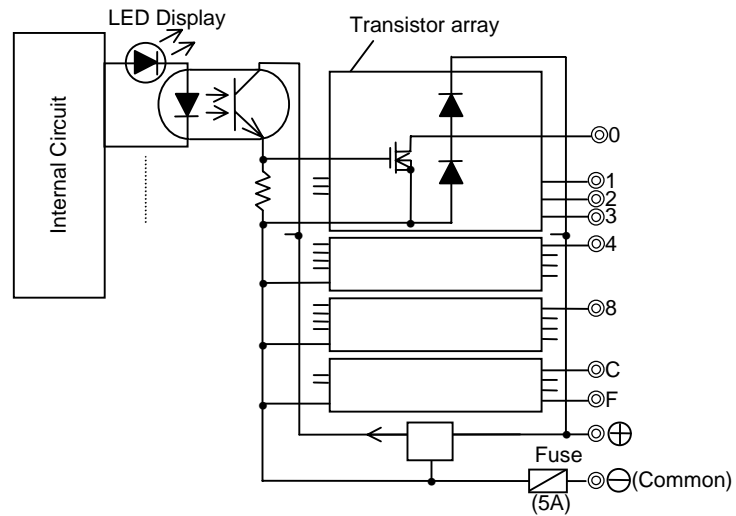 LED Display
Transistor array
Internal Circuit
0
1
2
3
4
8
C
F
⊕
Fuse
(5A)
⊖(Common)